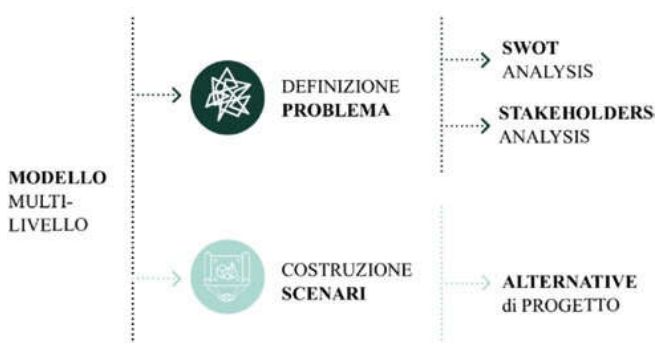 MODELLO
MULTI-
LIVELLO
DEFINIZIONE
PROBLEMA
SWOT
ANALYSIS
STAKEHOLDERS
ANALYSIS
COSTRUZIONE
SCENARI
ALTERNATIVE
di PROGETTO